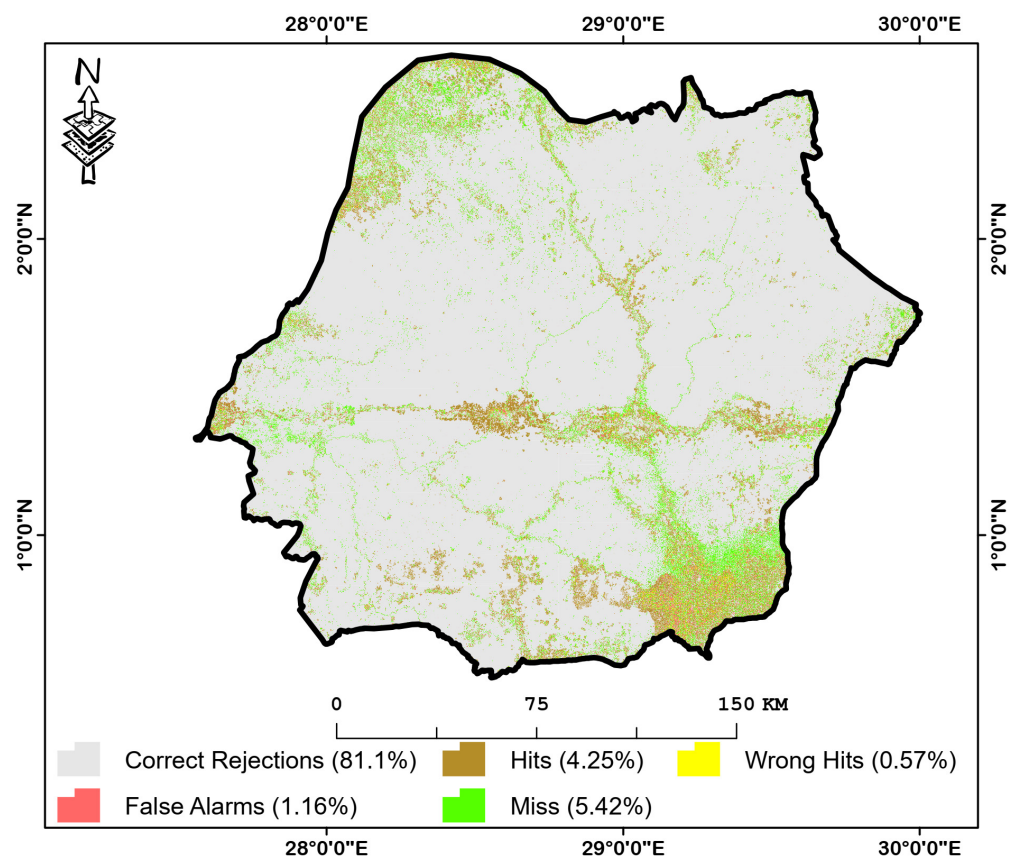 28°0'0"E 29°0'0"E 30°0'0"E
N
2°0'0"N 2°0'0"N
1°0'0"N 1°0'0"N
0 75 150 KM
Correct Rejections (81.1%) Hits (4.25%) Wrong Hits (0.57%)
False Alarms (1.16%) Miss (5.42%)
28°0'0"E 29°0'0"E 30°0'0"E